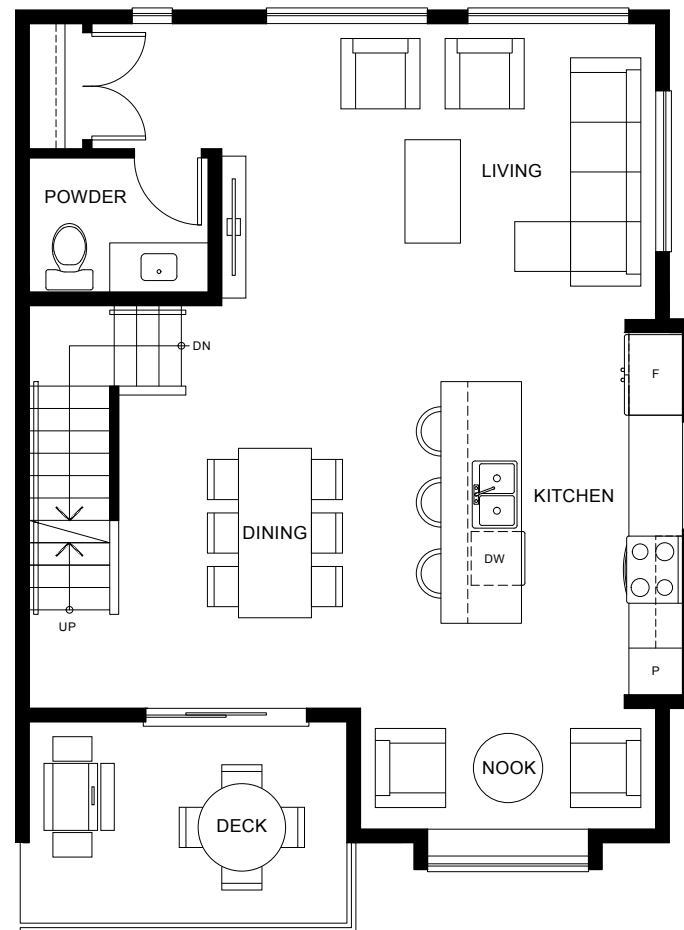 LIVING
POWDER
DN
F
KITCHEN
DINING
DW
UP
P
NOOK
DECK